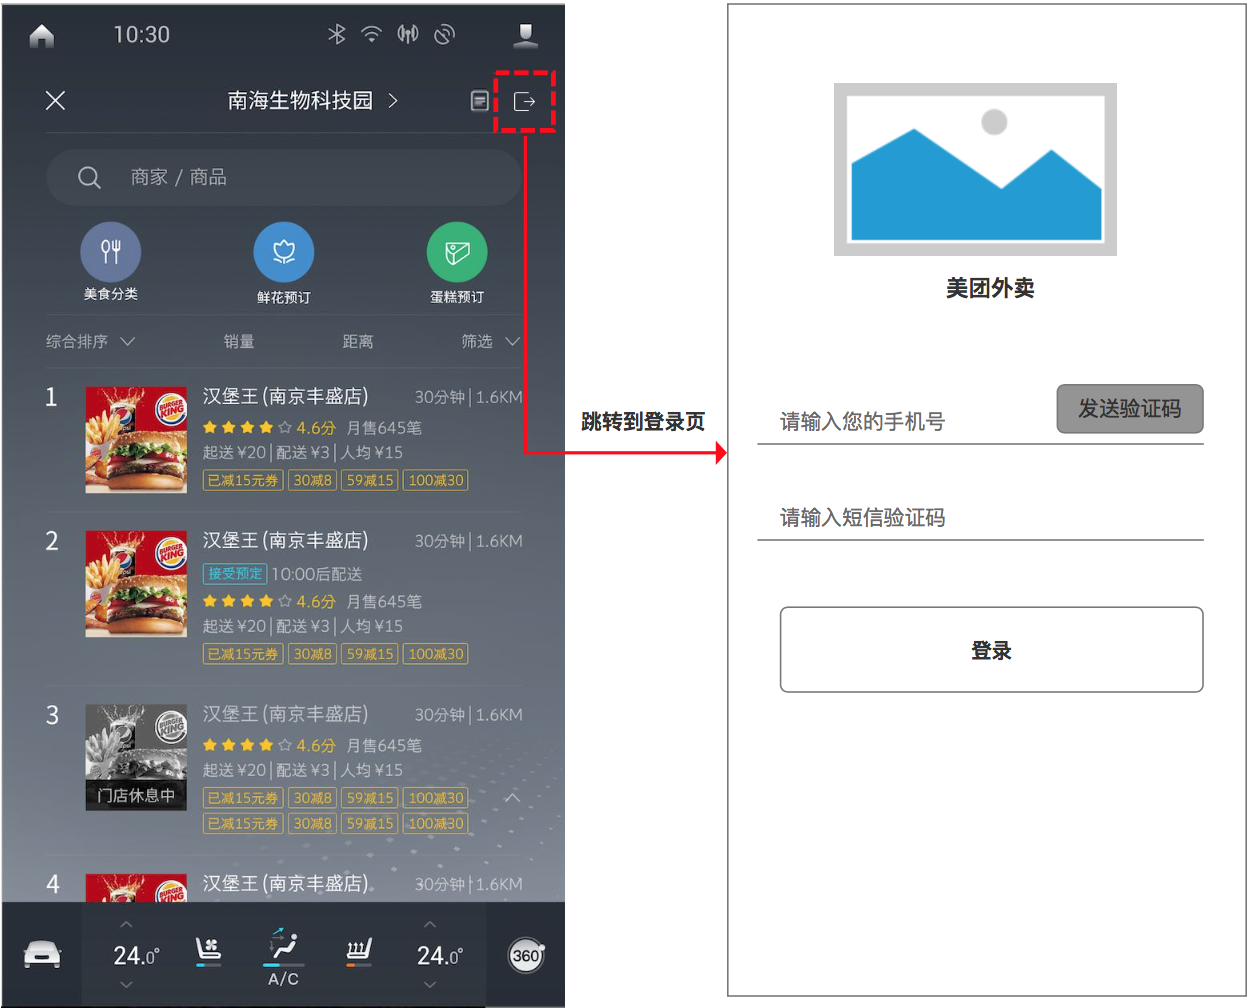 10:30
南海生物科技园
商家 / 商品
美食分类
鲜花预订
蛋糕预订
综合排序 销量 距离 筛选
1
汉堡王 (南京丰盛店) 30分钟 | 1.6KM
4.6分 月售645笔
起送 ¥20 | 配送 ¥3 | 人均 ¥15
已减15元券 30减8 59减15 100减30
BURGER KING
2
汉堡王 (南京丰盛店) 30分钟 | 1.6KM
接受预定 10:00后配送
4.6分 月售645笔
起送 ¥20 | 配送 ¥3 | 人均 ¥15
已减15元券 30减8 59减15 100减30
BURGER KING
3
汉堡王 (南京丰盛店) 30分钟 | 1.6KM
4.6分 月售645笔
起送 ¥20 | 配送 ¥3 | 人均 ¥15
已减15元券 30减8 59减15 100减30
已减15元券 30减8 59减15 100减30
BURGER KING
门店休息中
4
汉堡王 (南京丰盛店) 30分钟 | 1.6KM
BURGER KING
24.0°
A/C
24.0°
360°
跳转到登录页
美团外卖
请输入您的手机号
发送验证码
请输入短信验证码
登录